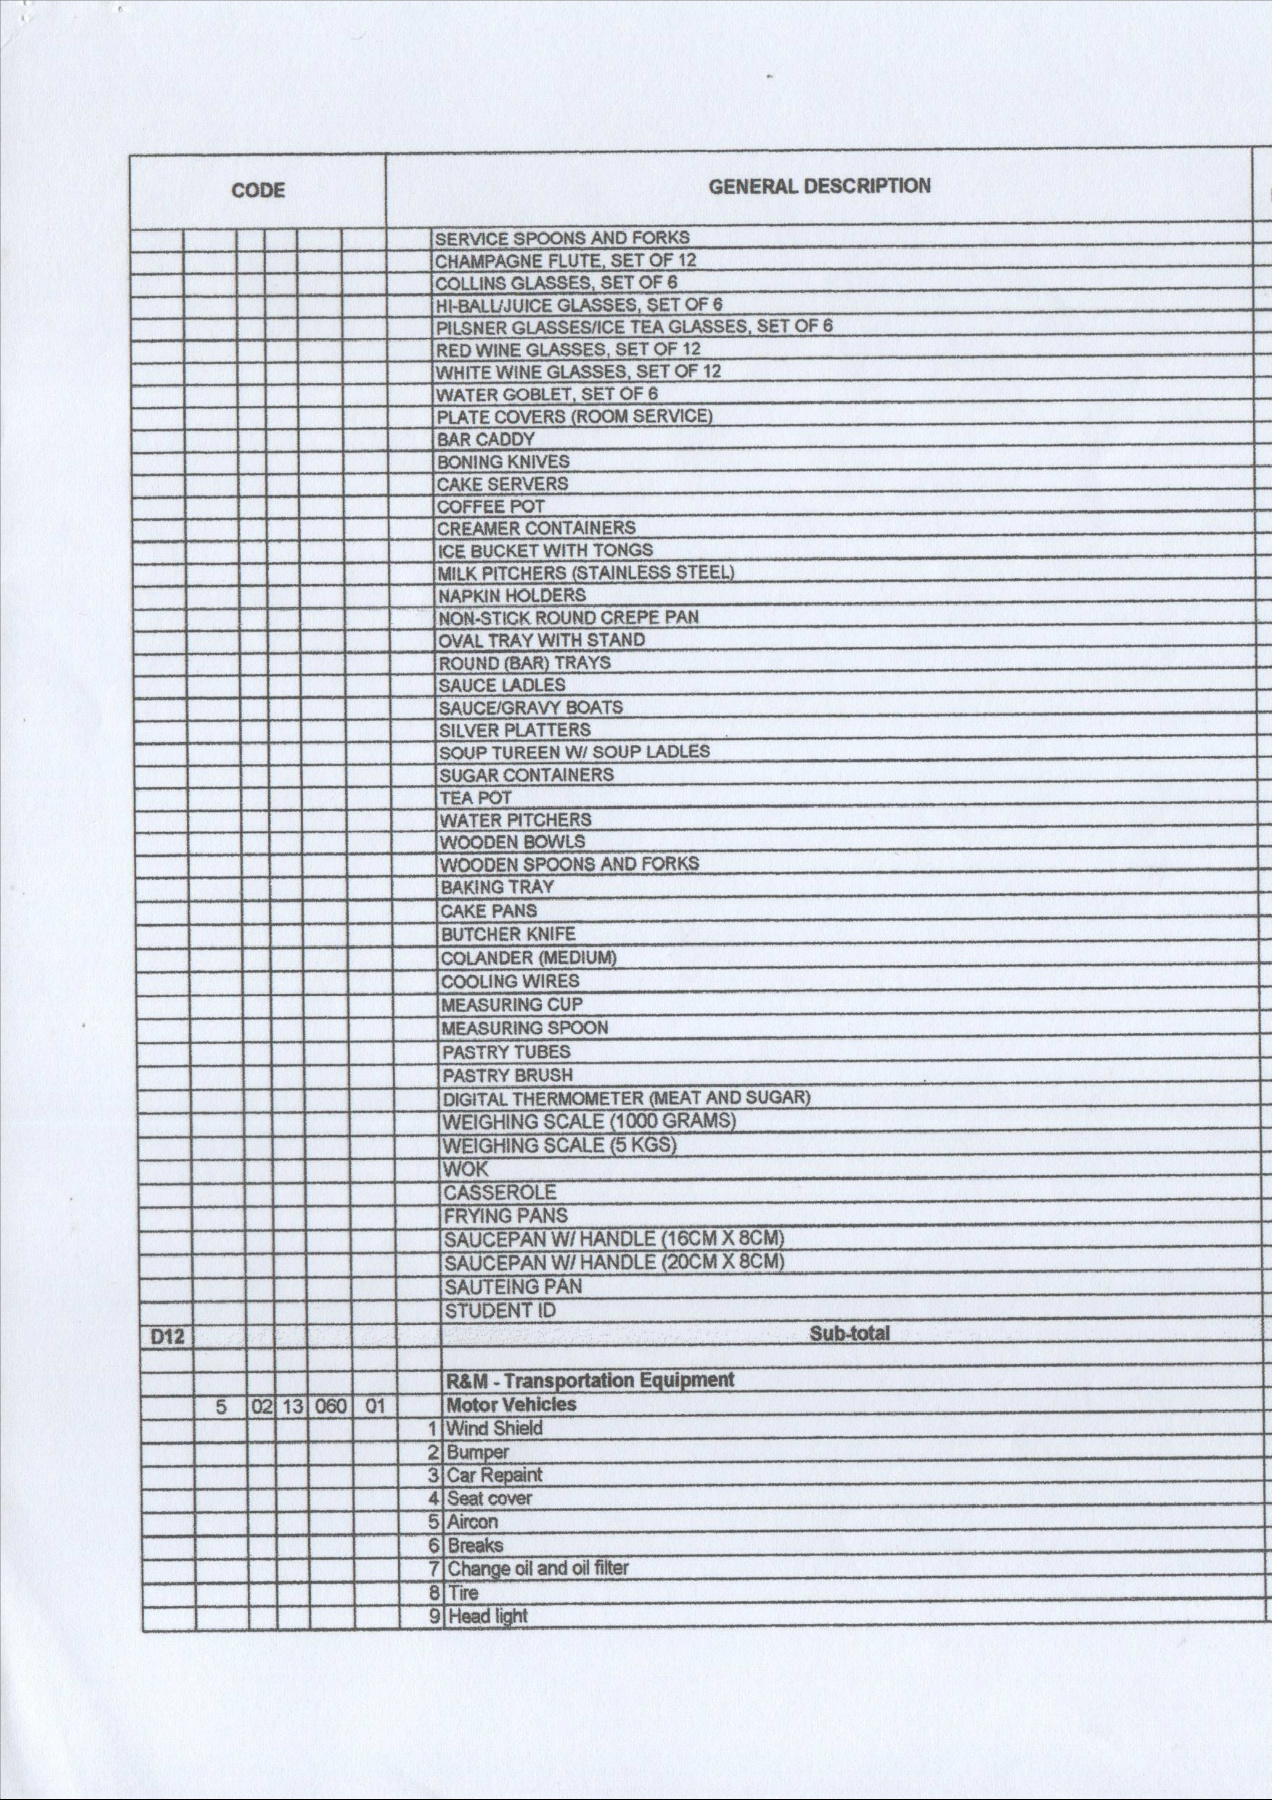 CODE GENERAL DESCRIPTION
SERVICE SPOONS AND FORKS
CHAMPAGNE FLUTE, SET OF 12
COLLINS GLASSES, SET OF 6
HI-BALL/JUICE GLASSES, SET OF 6
PILSNER GLASSES/ICE TEA GLASSES, SET OF 6
RED WINE GLASSES, SET OF 12
WHITE WINE GLASSES, SET OF 12
WATER GOBLET, SET OF 6
PLATE COVERS (ROOM SERVICE)
BAR CADDY
BONING KNIVES
CAKE SERVERS
COFFEE POT
CREAMER CONTAINERS
ICE BUCKET WITH TONGS
MILK PITCHERS (STAINLESS STEEL)
NAPKIN HOLDERS
NON-STICK ROUND CREPE PAN
OVAL TRAY WITH STAND
ROUND (BAR) TRAYS
SAUCE LADLES
SAUCE/GRAVY BOATS
SILVER PLATTERS
SOUP TUREEN W/ SOUP LADLES
SUGAR CONTAINERS
TEA POT
WATER PITCHERS
WOODEN BOWLS
WOODEN SPOONS AND FORKS
BAKING TRAY
CAKE PANS
BUTCHER KNIFE
COLANDER (MEDIUM)
COOLING WIRES
MEASURING CUP
MEASURING SPOON
PASTRY TUBES
PASTRY BRUSH
DIGITAL THERMOMETER (MEAT AND SUGAR)
WEIGHING SCALE (1000 GRAMS)
WEIGHING SCALE (5 KGS)
WOK
CASSEROLE
FRYING PANS
SAUCEPAN W/ HANDLE (16CM X 8CM)
SAUCEPAN W/ HANDLE (20CM X 8CM)
SAUTEING PAN
STUDENT ID
D12 Sub-total
R&M - Transportation Equipment
5 02 13 060 01 Motor Vehicles
1 Wind Shield
2 Bumper
3 Car Repaint
4 Seat cover
5 Aircon
6 Breaks
7 Change oil and oil filter
8 Tire
9 Head light